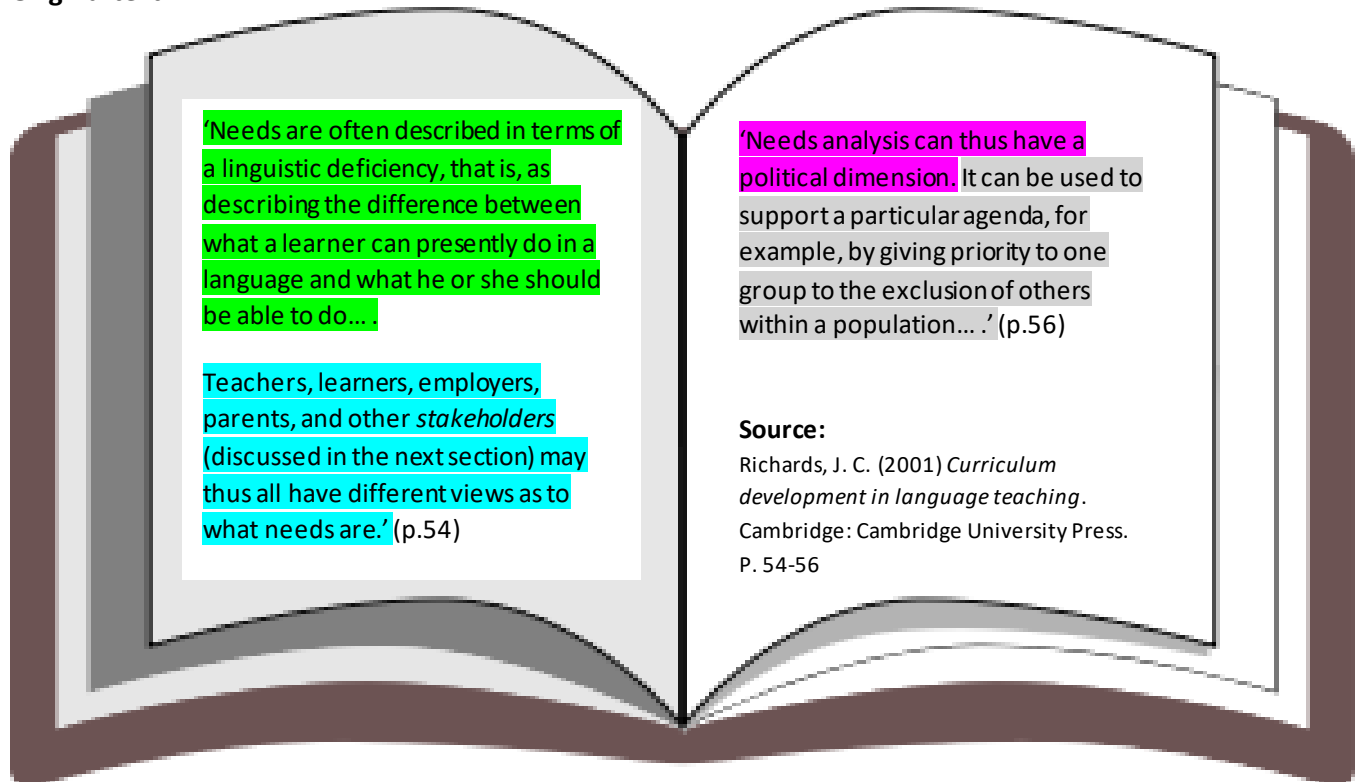 ‘Needs are often described in terms of
a linguistic deficiency, that is, as
describing the difference between
what a learner can presently do in a
language and what he or she should
be able to do... .
Teachers, learners, employers,
parents, and other stakeholders
(discussed in the next section) may
thus all have different views as to
what needs are.’ (p.54)
‘Needs analysis can thus have a
political dimension. It can be used to
support a particular agenda, for
example, by giving priority to one
group to the exclusion of others
within a population... .’ (p.56)
Source:
Richards, J. C. (2001) Curriculum
development in language teaching.
Cambridge: Cambridge University Press.
P. 54-56